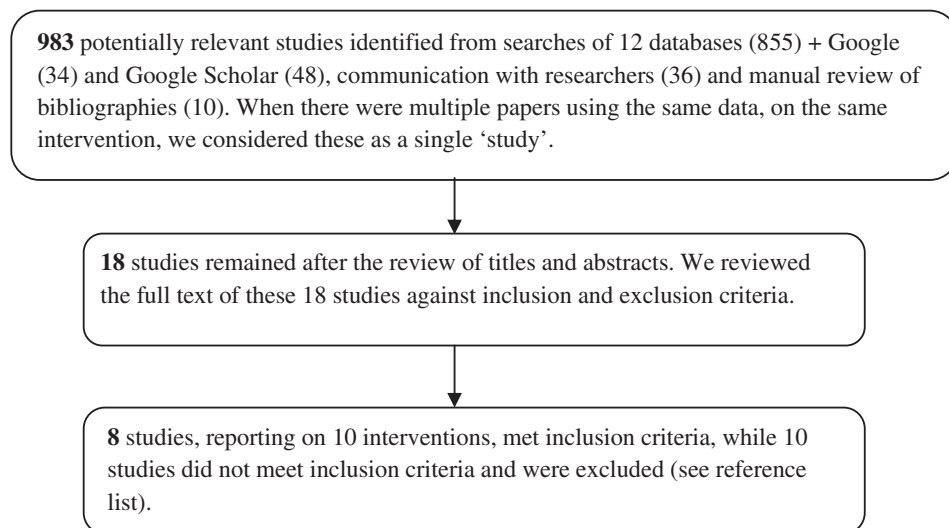 983 potentially relevant studies identified from searches of 12 databases (855) + Google
(34) and Google Scholar (48), communication with researchers (36) and manual review of
bibliographies (10). When there were multiple papers using the same data, on the same
intervention, we considered these as a single ‘study’.
18 studies remained after the review of titles and abstracts. We reviewed
the full text of these 18 studies against inclusion and exclusion criteria.
8 studies, reporting on 10 interventions, met inclusion criteria, while 10
studies did not meet inclusion criteria and were excluded (see reference
list).